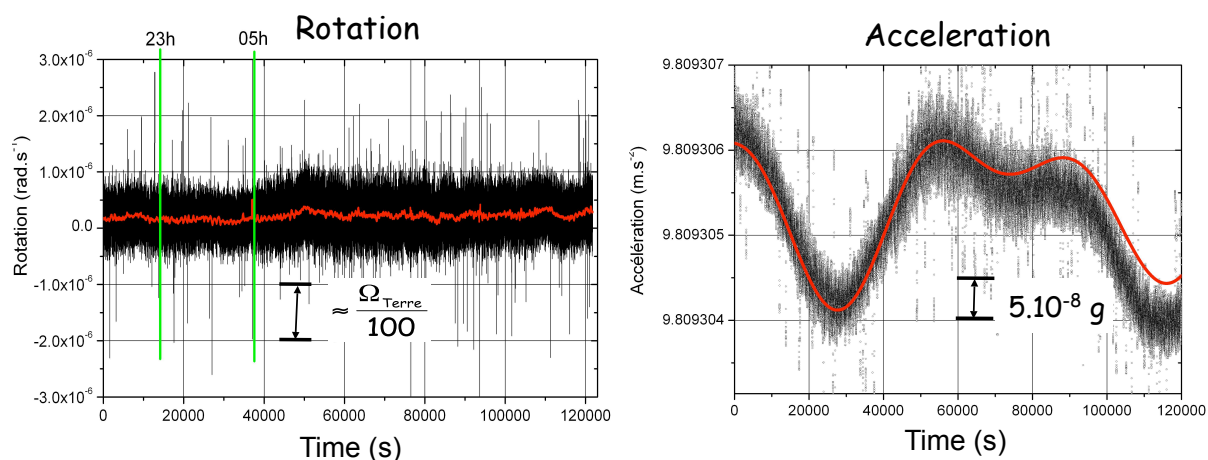 Rotation
23h 05h
3.0x10⁻⁶
2.0x10⁻⁶
1.0x10⁻⁶
0.0
-1.0x10⁻⁶
-2.0x10⁻⁶
-3.0x10⁻⁶
Rotation (rad.s⁻¹)
≈ Ω Terre
100
0 20000 40000 60000 80000 100000 120000
Time (s)
Acceleration
9.809307
9.809306
9.809305
9.809304
Accélération (m.s⁻²)
5.10⁻⁸ g
0 20000 40000 60000 80000 100000 120000
Time (s)